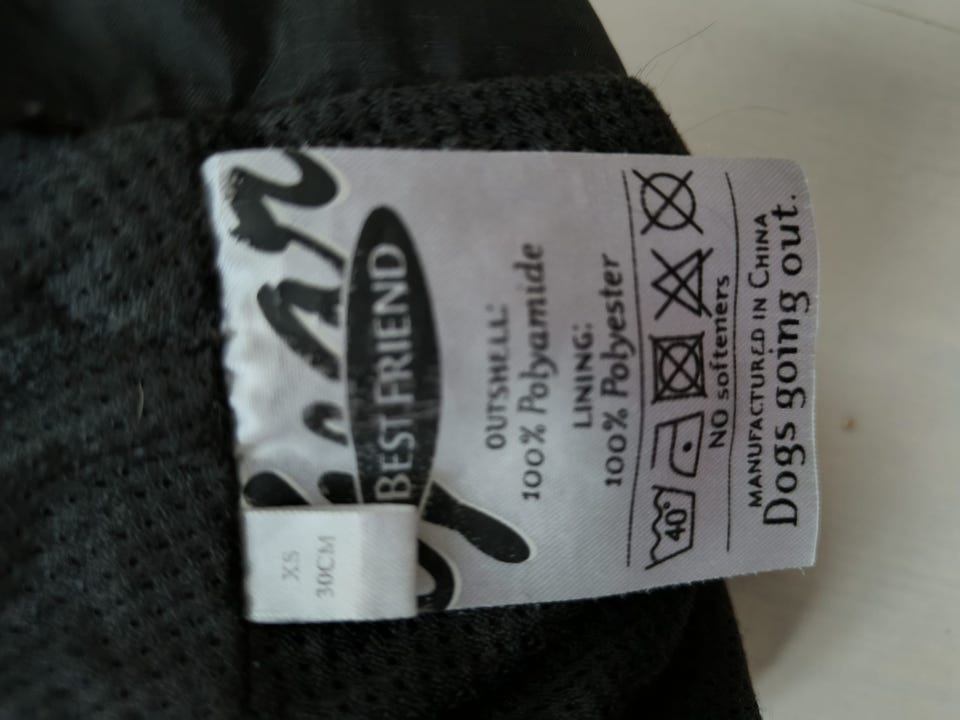 BEST FRIEND
XS
30CM
OUTSHELL:
100% Polyamide
LINING:
100% Polyester
40°
NO softeners
MANUFACTURED IN CHINA
Dogs going out.